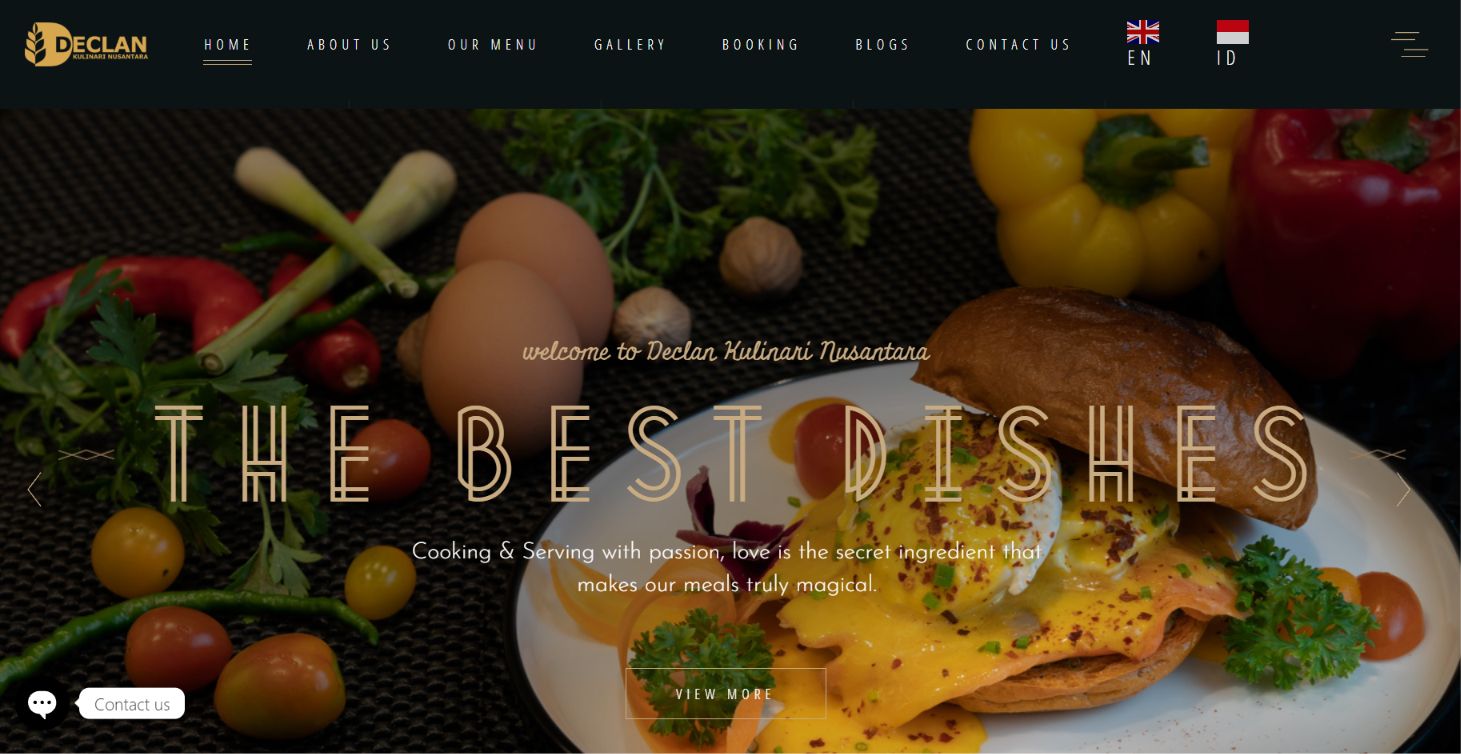 DECLAN
KULINARI NUSANTARA
HOME
ABOUT US
OUR MENU
GALLERY
BOOKING
BLOGS
CONTACT US
EN
ID
welcome to Declan Kulinari Nusantara
THE BEST DISHES
Cooking & Serving with passion, love is the secret ingredient that
makes our meals truly magical.
VIEW MORE
Contact us